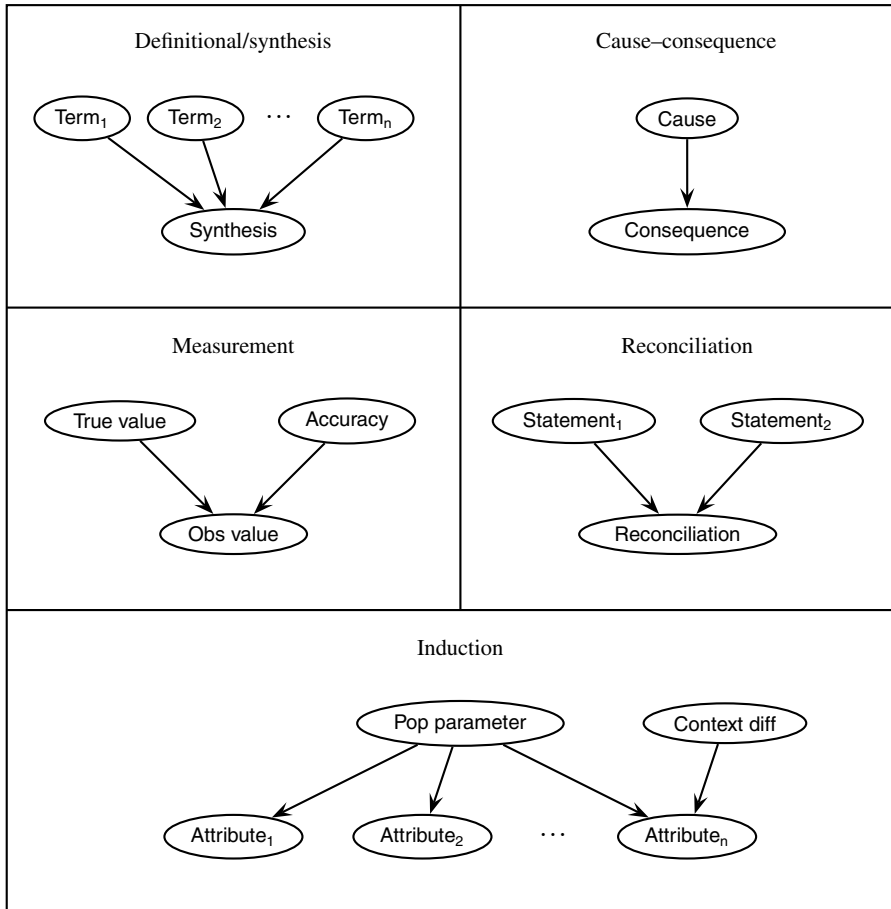 Definitional/synthesis
Term₁ Term₂ ··· Termₙ
Synthesis
Cause–consequence
Cause
Consequence
Measurement
True value Accuracy
Obs value
Reconciliation
Statement₁ Statement₂
Reconciliation
Induction
Pop parameter Context diff
Attribute₁ Attribute₂ ··· Attributeₙ